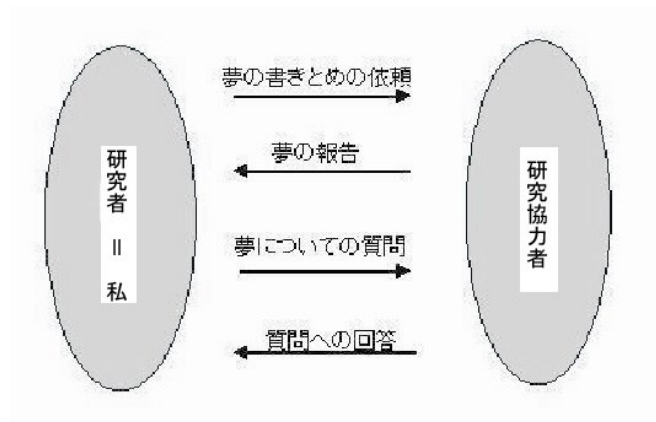 夢の書きとめの依頼
夢の報告
夢についての質問
質問への回答
研究者 = 私
研究協力者